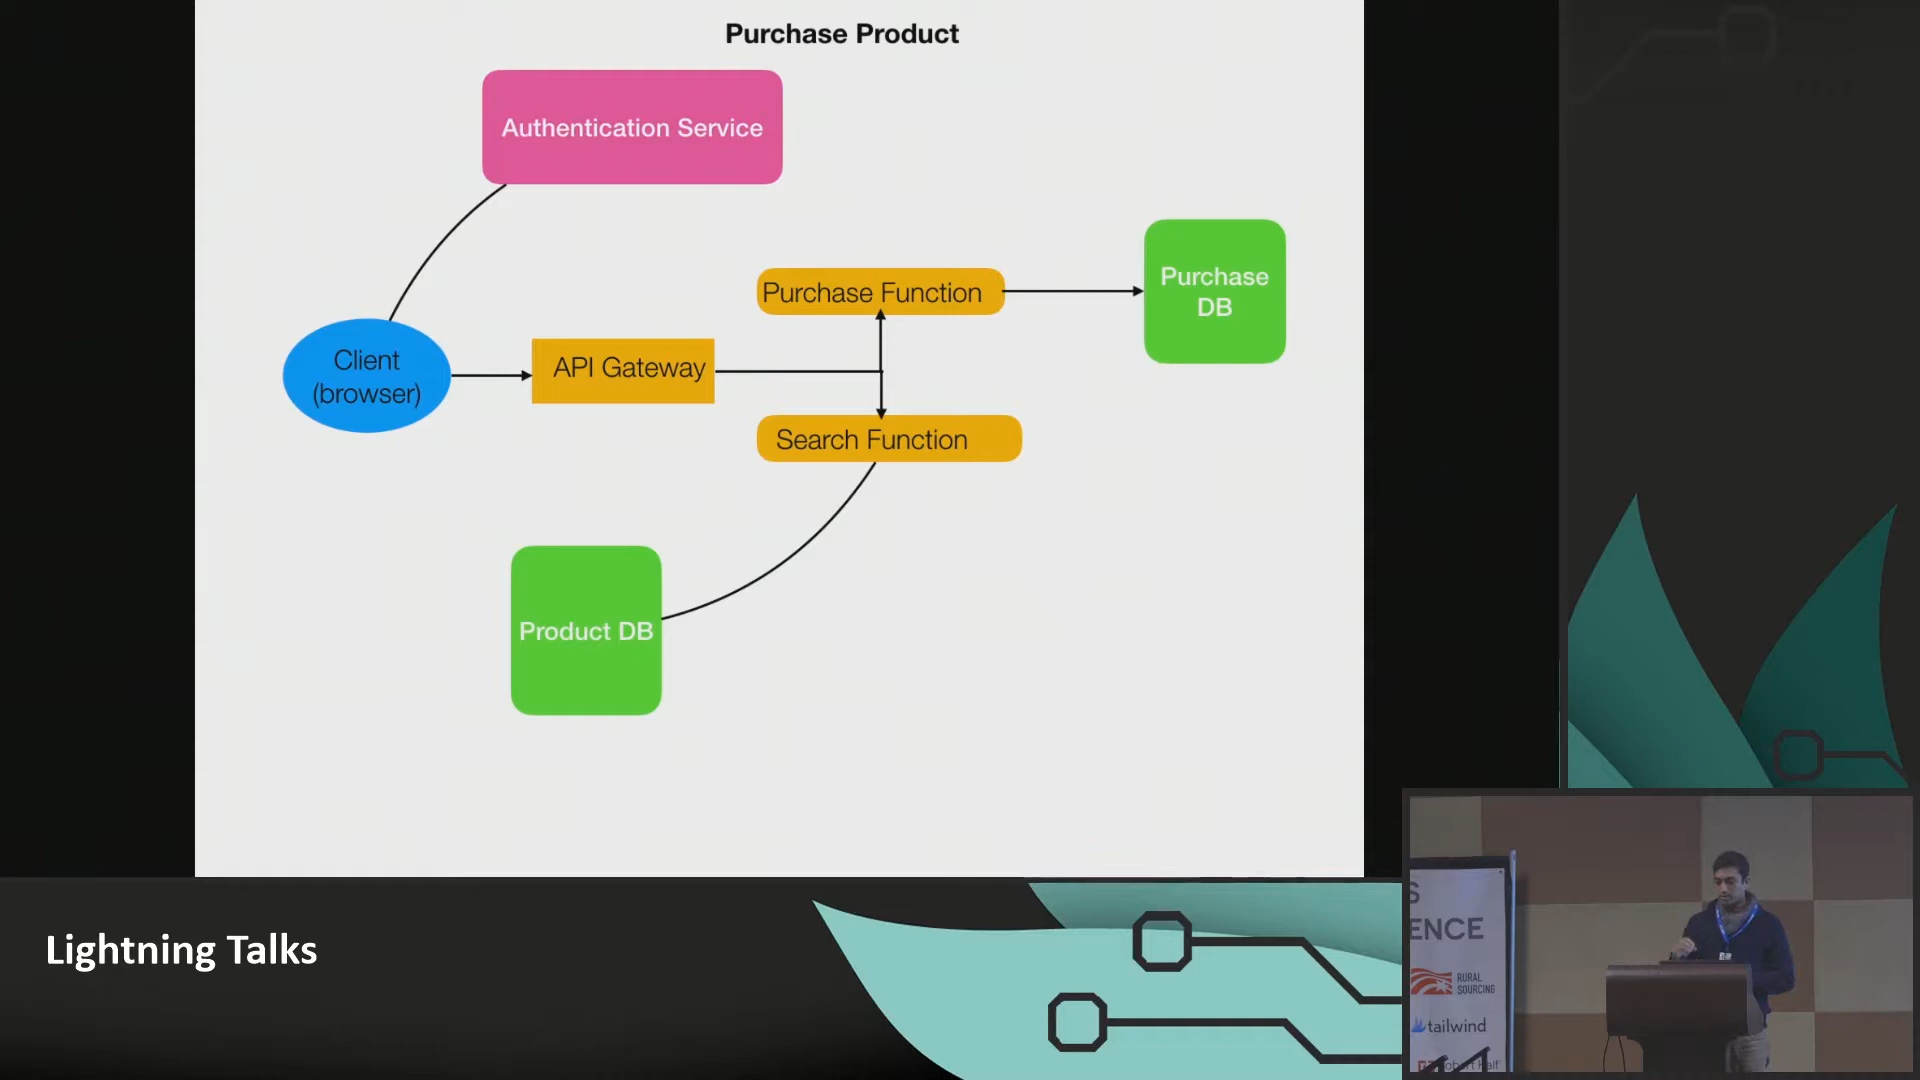 Purchase Product
Authentication Service
Purchase
DB
Purchase Function
Client
(browser)
API Gateway
Search Function
Product DB
Lightning Talks
S
ENCE
RURAL
SOURCING
tailwind
Half